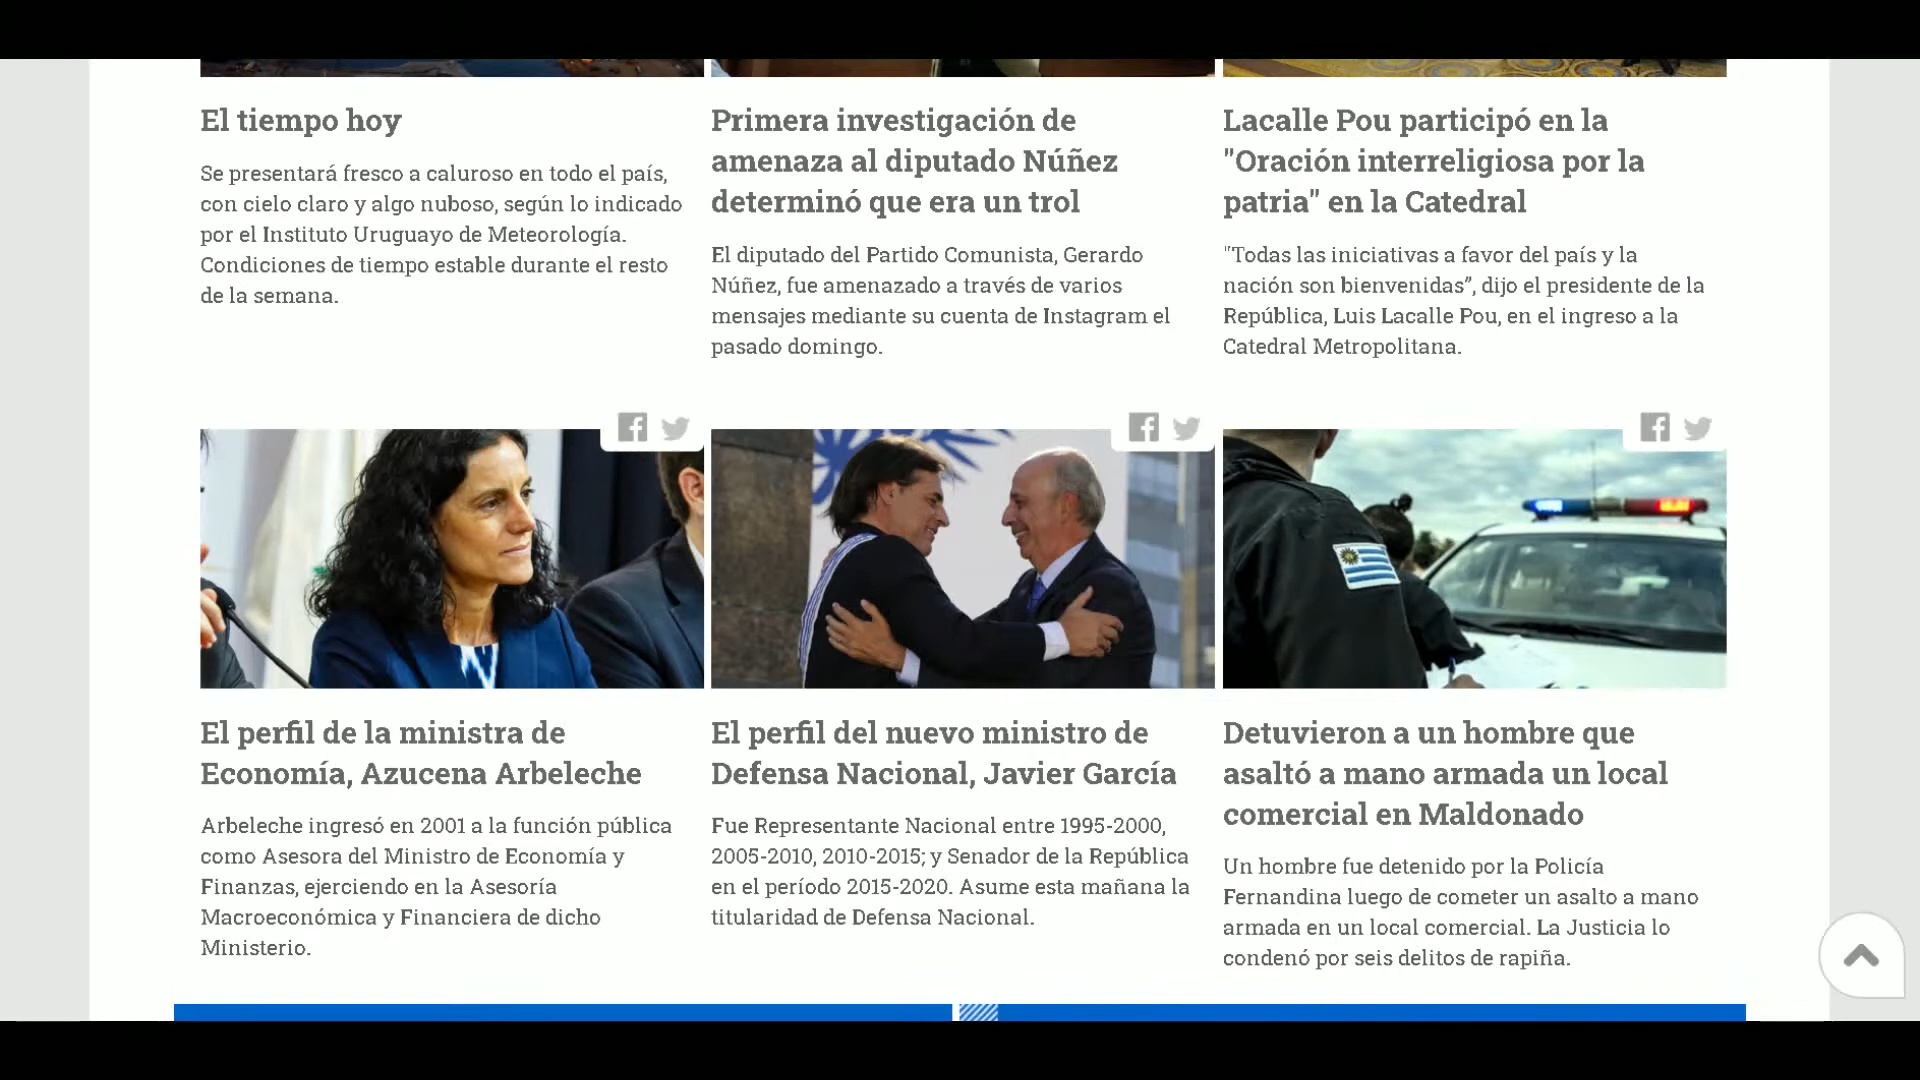 El tiempo hoy
Se presentará fresco a caluroso en todo el país,
con cielo claro y algo nuboso, según lo indicado
por el Instituto Uruguayo de Meteorología.
Condiciones de tiempo estable durante el resto
de la semana.
Primera investigación de
amenaza al diputado Núñez
determinó que era un trol
El diputado del Partido Comunista, Gerardo
Núñez, fue amenazado a través de varios
mensajes mediante su cuenta de Instagram el
pasado domingo.
Lacalle Pou participó en la
"Oración interreligiosa por la
patria" en la Catedral
"Todas las iniciativas a favor del país y la
nación son bienvenidas”, dijo el presidente de la
República, Luis Lacalle Pou, en el ingreso a la
Catedral Metropolitana.
El perfil de la ministra de
Economía, Azucena Arbeleche
Arbeleche ingresó en 2001 a la función pública
como Asesora del Ministro de Economía y
Finanzas, ejerciendo en la Asesoría
Macroeconómica y Financiera de dicho
Ministerio.
El perfil del nuevo ministro de
Defensa Nacional, Javier García
Fue Representante Nacional entre 1995-2000,
2005-2010, 2010-2015; y Senador de la República
en el período 2015-2020. Asume esta mañana la
titularidad de Defensa Nacional.
Detuvieron a un hombre que
asaltó a mano armada un local
comercial en Maldonado
Un hombre fue detenido por la Policía
Fernandina luego de cometer un asalto a mano
armada en un local comercial. La Justicia lo
condenó por seis delitos de rapiña.